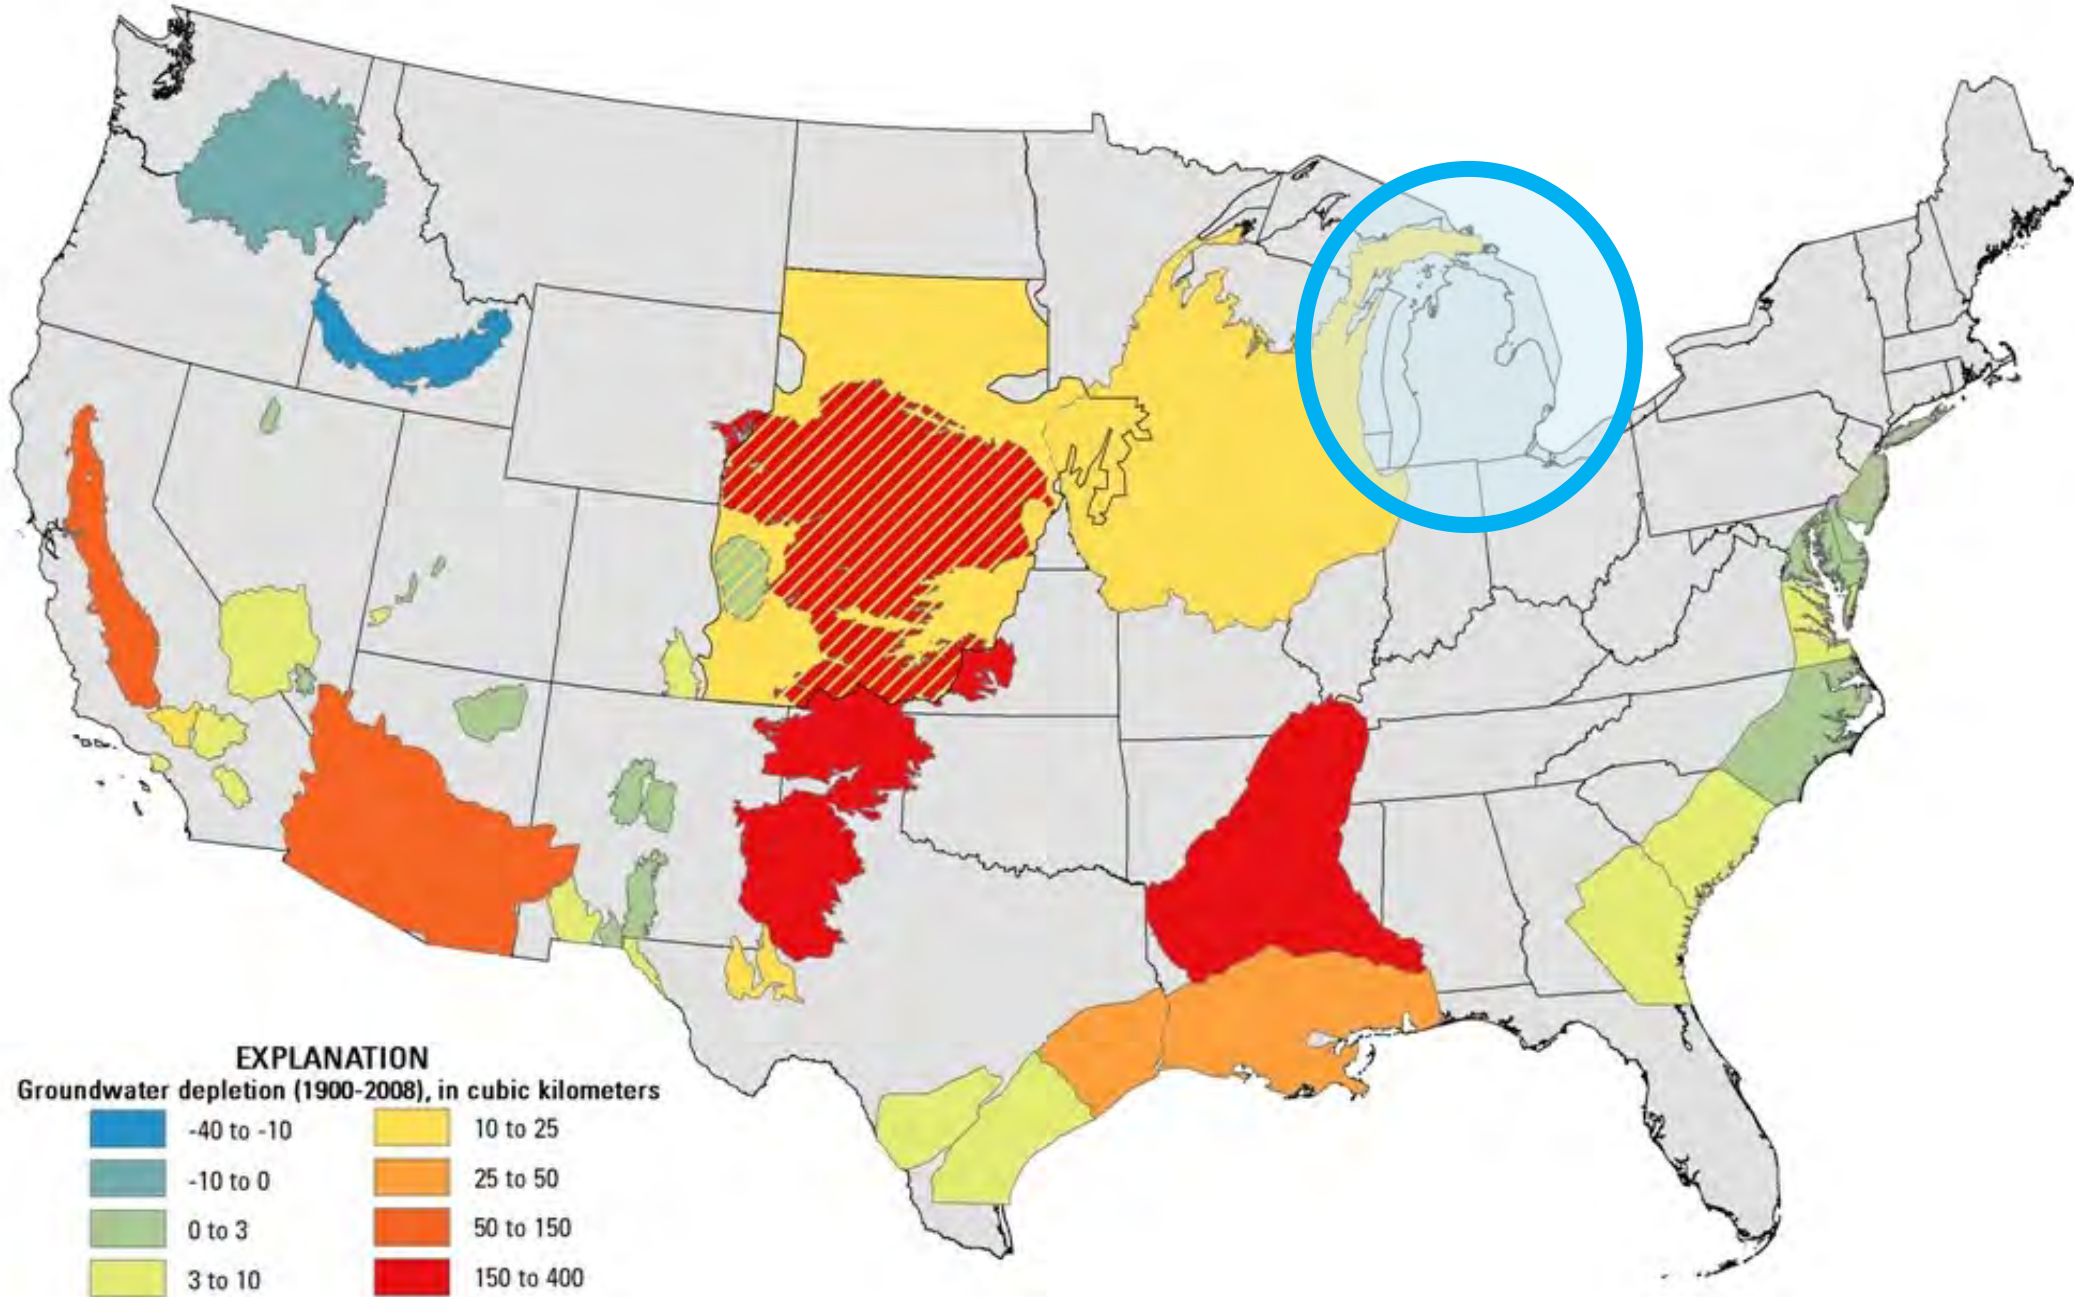 EXPLANATION
Groundwater depletion (1900-2008), in cubic kilometers
-40 to -10
-10 to 0
0 to 3
3 to 10
10 to 25
25 to 50
50 to 150
150 to 400